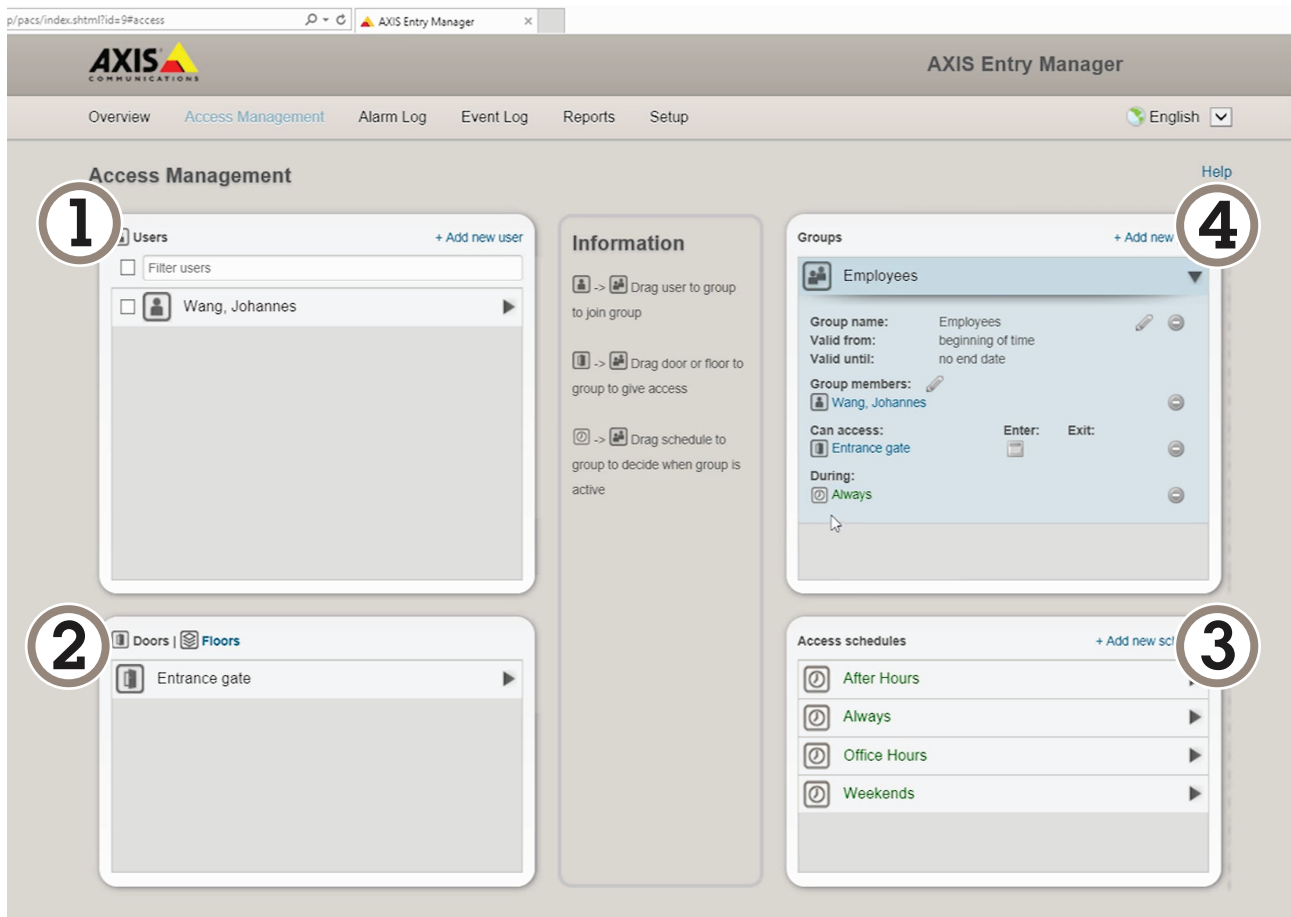 p/pacs/index.shtml?id=9#access
AXIS Entry Manager
AXIS
COMMUNICATIONS
AXIS Entry Manager
Overview Access Management Alarm Log Event Log Reports Setup
English
Access Management
Help
1
Users + Add new user
Filter users
Wang, Johannes
Information
-> Drag user to group
to join group
-> Drag door or floor to
group to give access
-> Drag schedule to
group to decide when group is
active
4
Groups + Add new
Employees
Group name: Employees
Valid from: beginning of time
Valid until: no end date
Group members:
Wang, Johannes
Can access: Enter: Exit:
Entrance gate
During:
Always
2
Doors | Floors
Entrance gate
3
Access schedules + Add new
After Hours
Always
Office Hours
Weekends